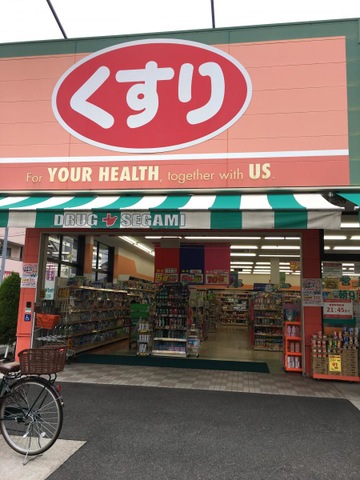 くすり
For YOUR HEALTH, together with US
DRUG SEGAMI
21:45